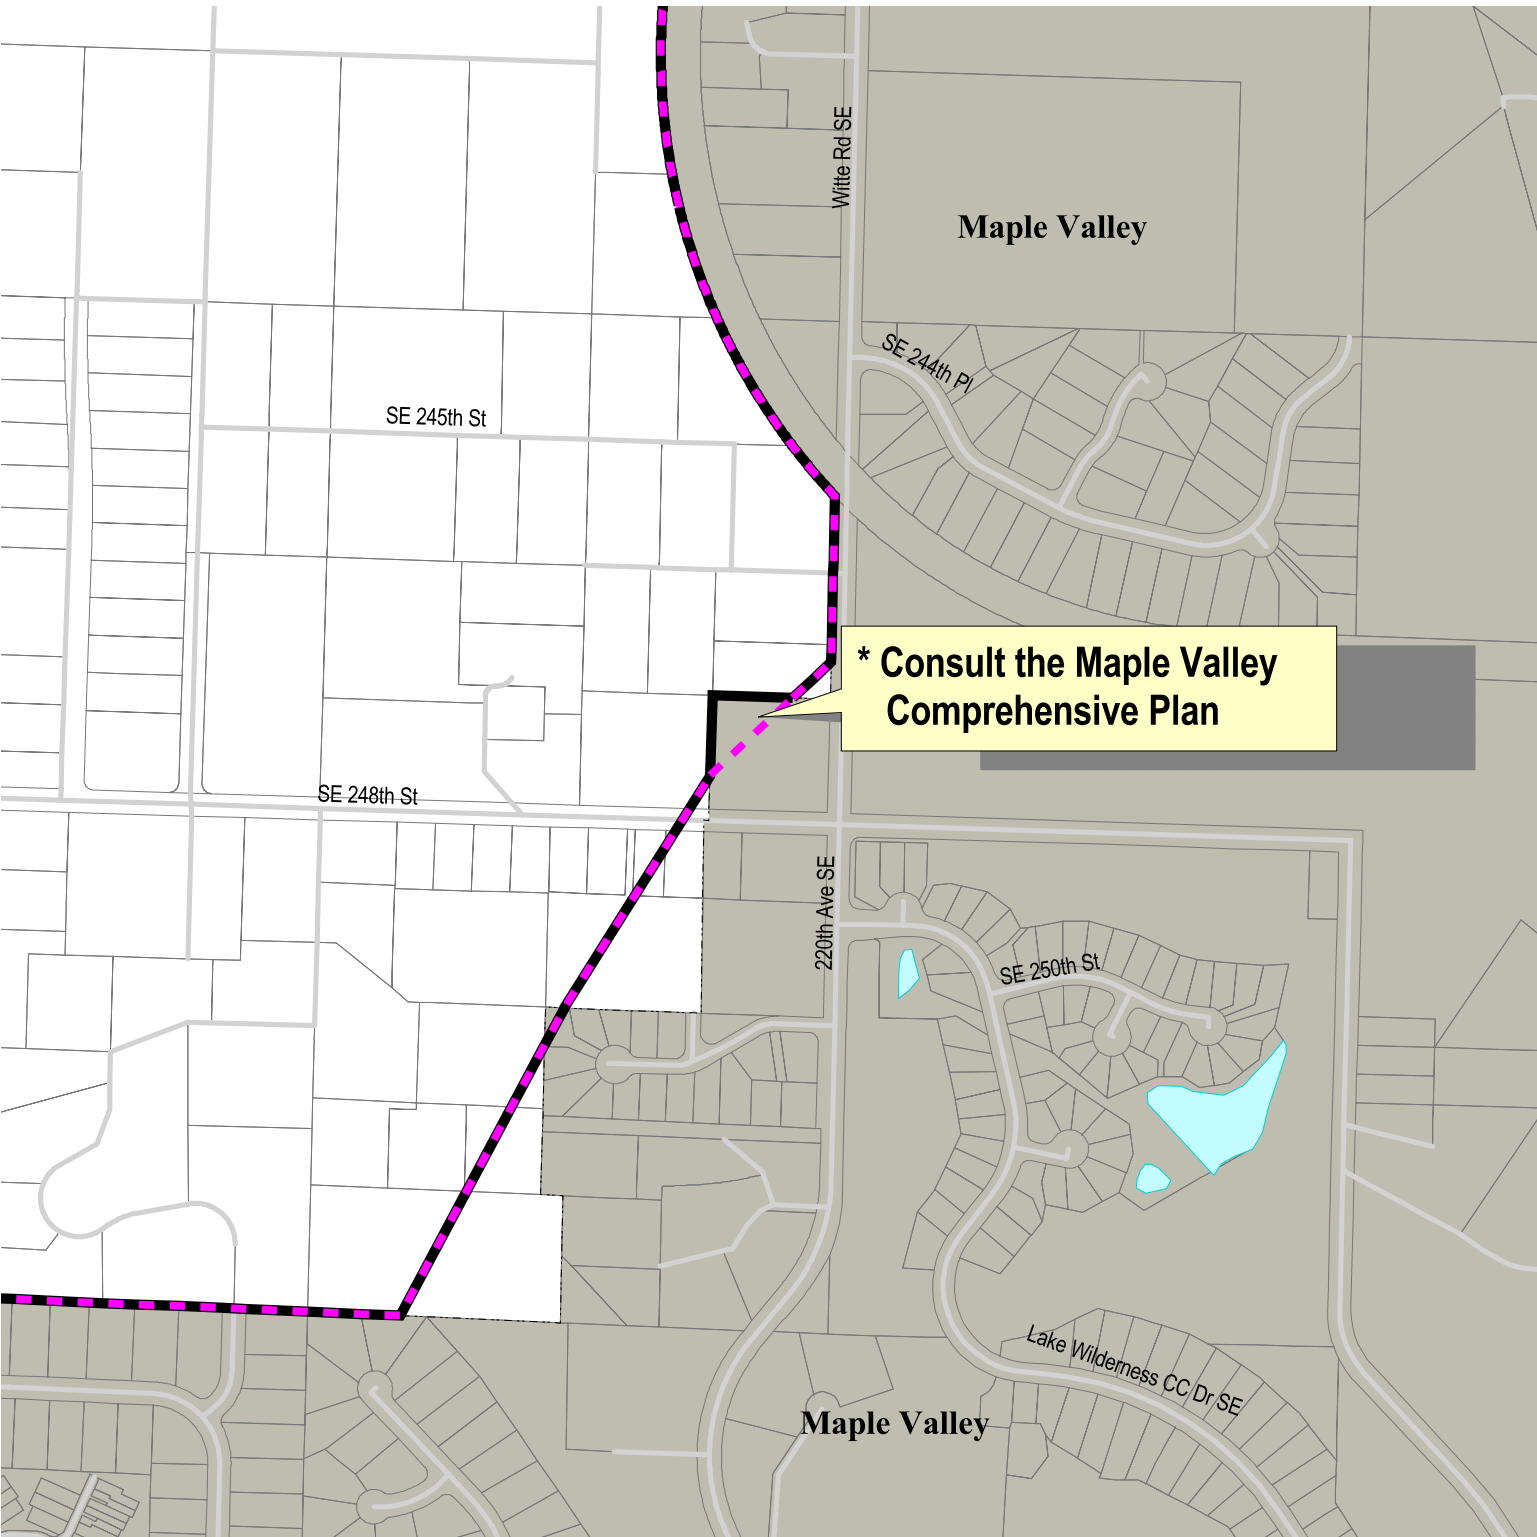 Witte Rd SE
Maple Valley
SE 244th Pl
SE 245th St
* Consult the Maple Valley
Comprehensive Plan
SE 248th St
220th Ave SE
SE 250th St
Lake Wilderness CC Dr SE
Maple Valley